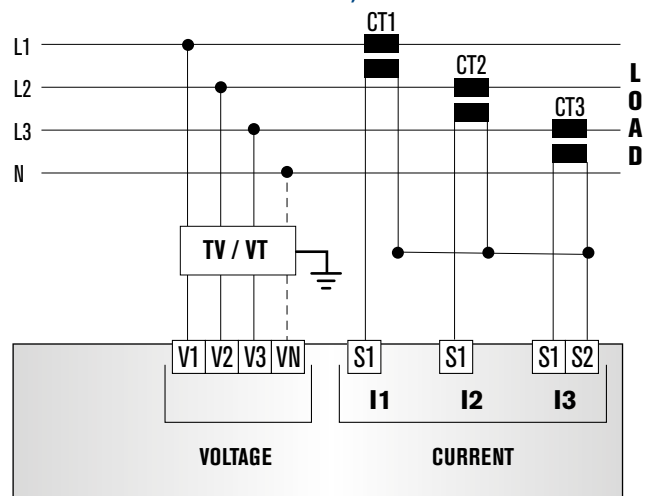 CT1
L1
CT2
L2
CT3
L3
N
LOAD
TV / VT
V1 V2 V3 VN S1 S1 S1 S2
I1 I2 I3
VOLTAGE CURRENT